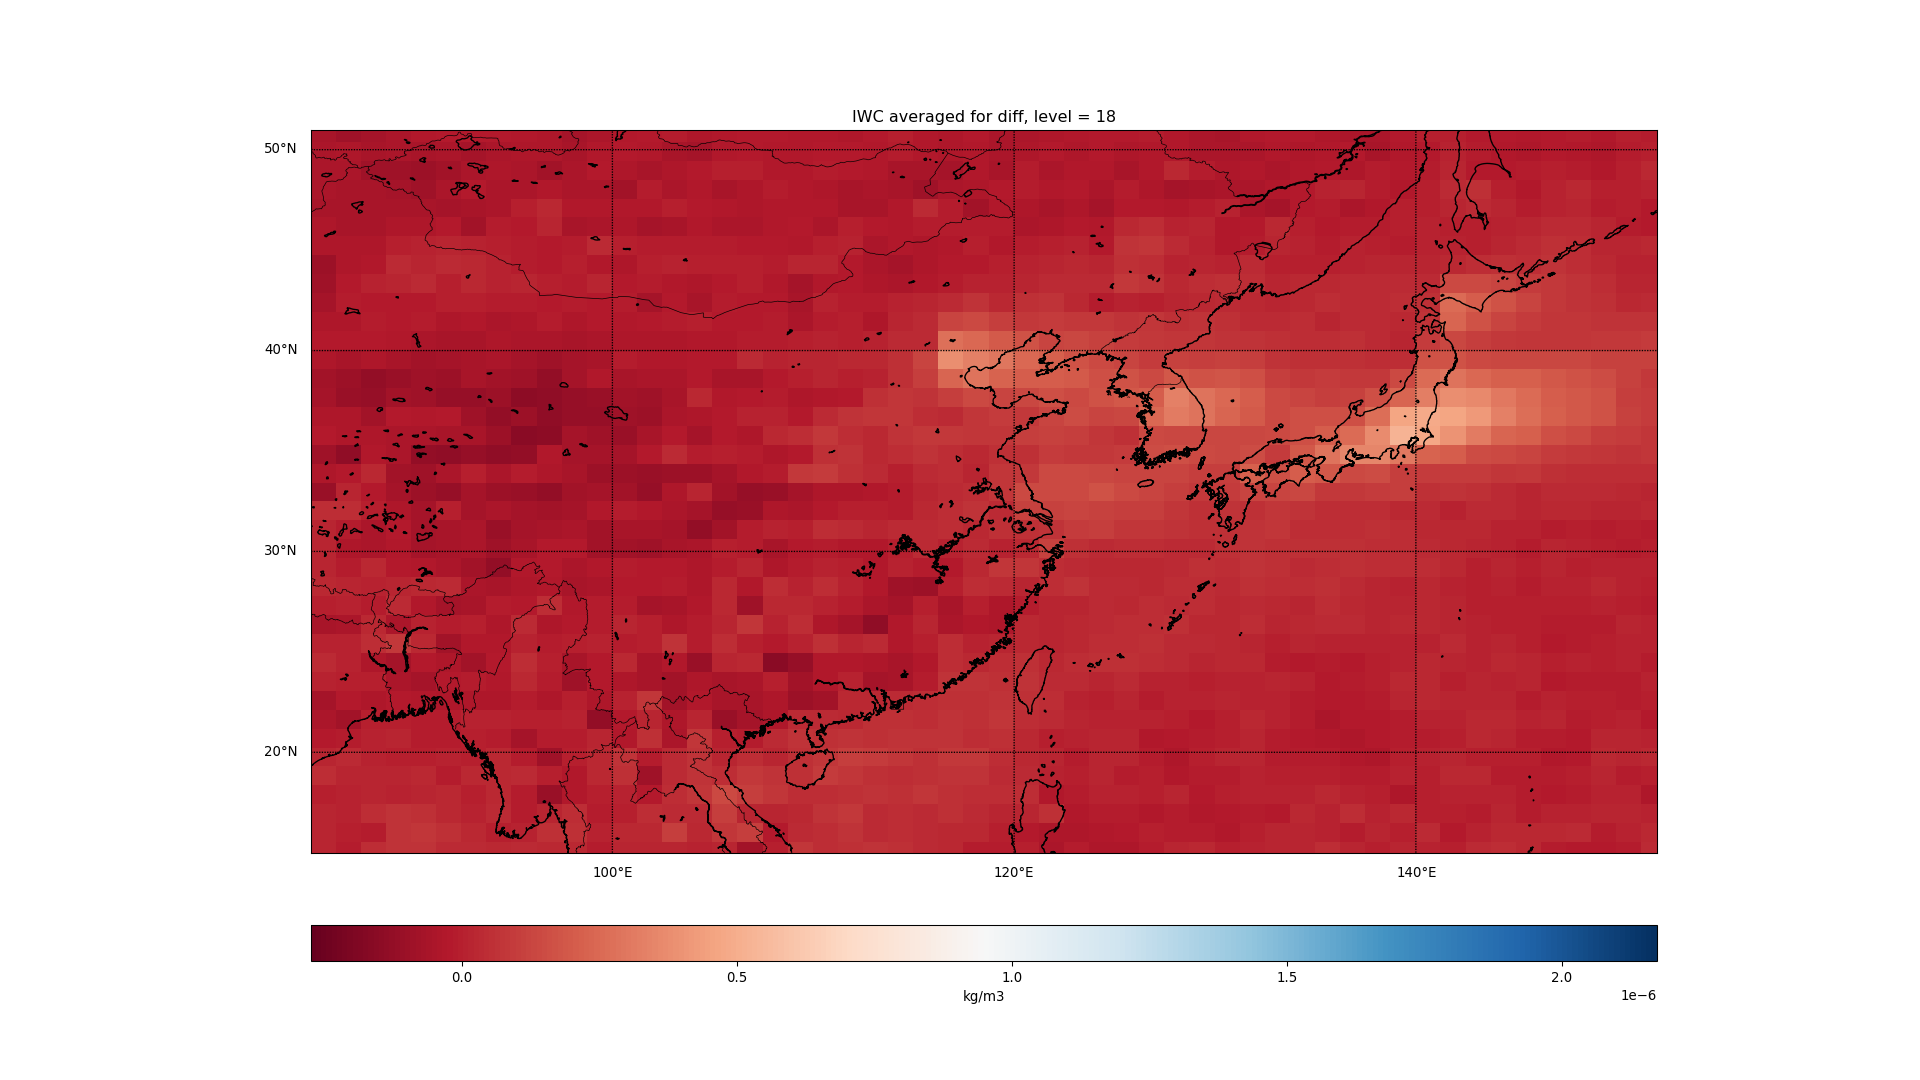 IWC averaged for diff, level = 18
50°N
40°N
30°N
20°N
100°E 120°E 140°E
0.0 0.5 1.0 1.5 2.0
kg/m3 1e−6